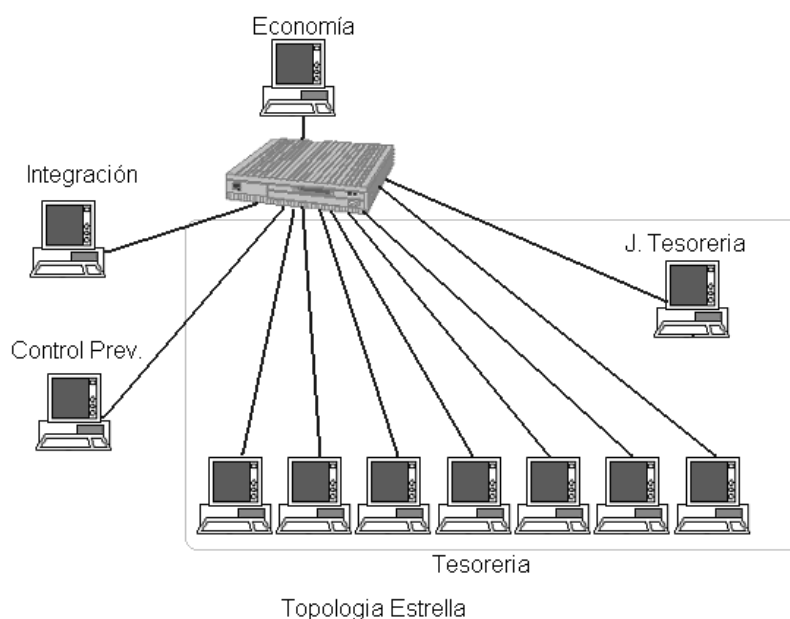 Economía
Integración
J. Tesoreria
Control Prev.
Tesoreria
Topologia Estrella